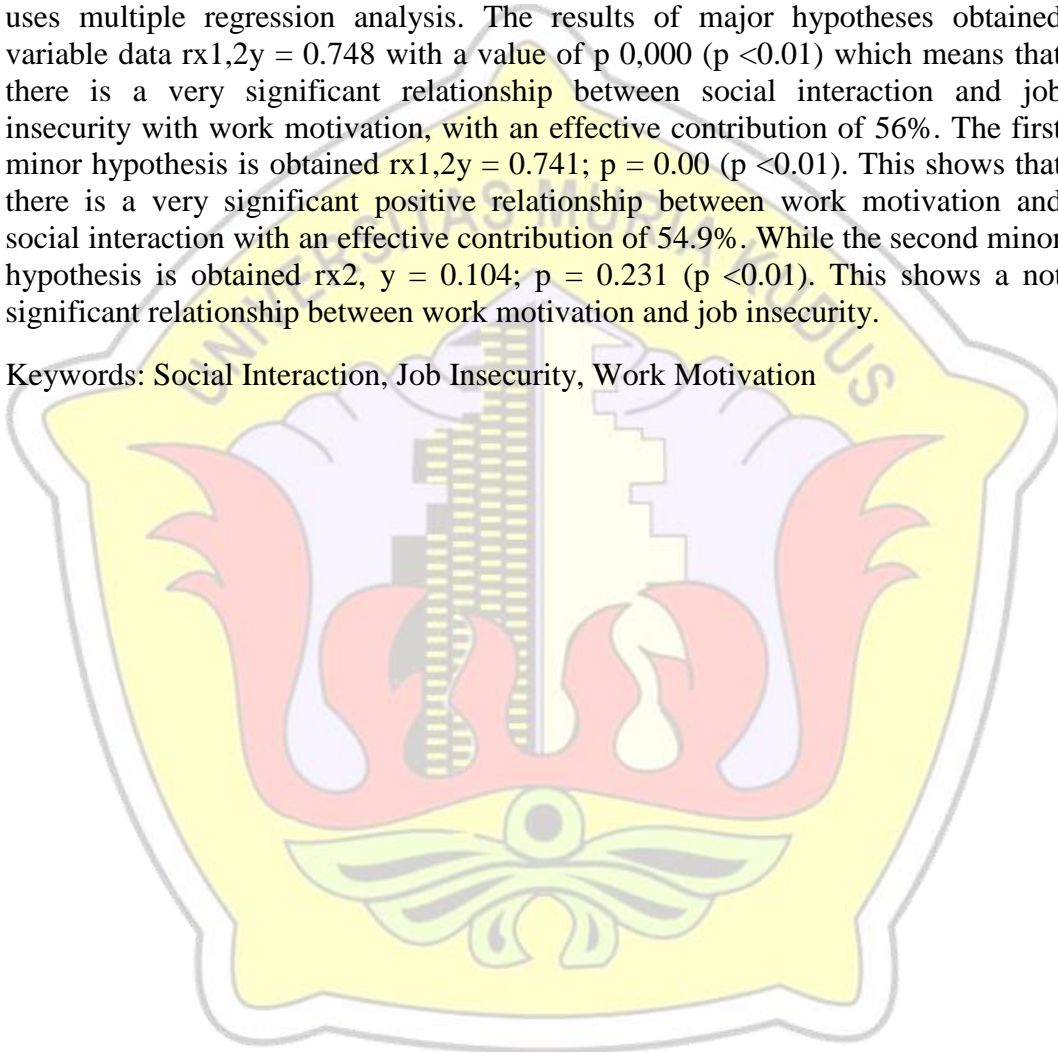 uses multiple regression analysis. The results of major hypotheses obtained
variable data rx1,2y = 0.748 with a value of p 0,000 (p <0.01) which means that
there is a very significant relationship between social interaction and job
insecurity with work motivation, with an effective contribution of 56%. The first
minor hypothesis is obtained rx1,2y = 0.741; p = 0.00 (p <0.01). This shows that
there is a very significant positive relationship between work motivation and
social interaction with an effective contribution of 54.9%. While the second minor
hypothesis is obtained rx2, y = 0.104; p = 0.231 (p <0.01). This shows a not
significant relationship between work motivation and job insecurity.
Keywords: Social Interaction, Job Insecurity, Work Motivation
UNIVERSITAS MURIA KUDUS